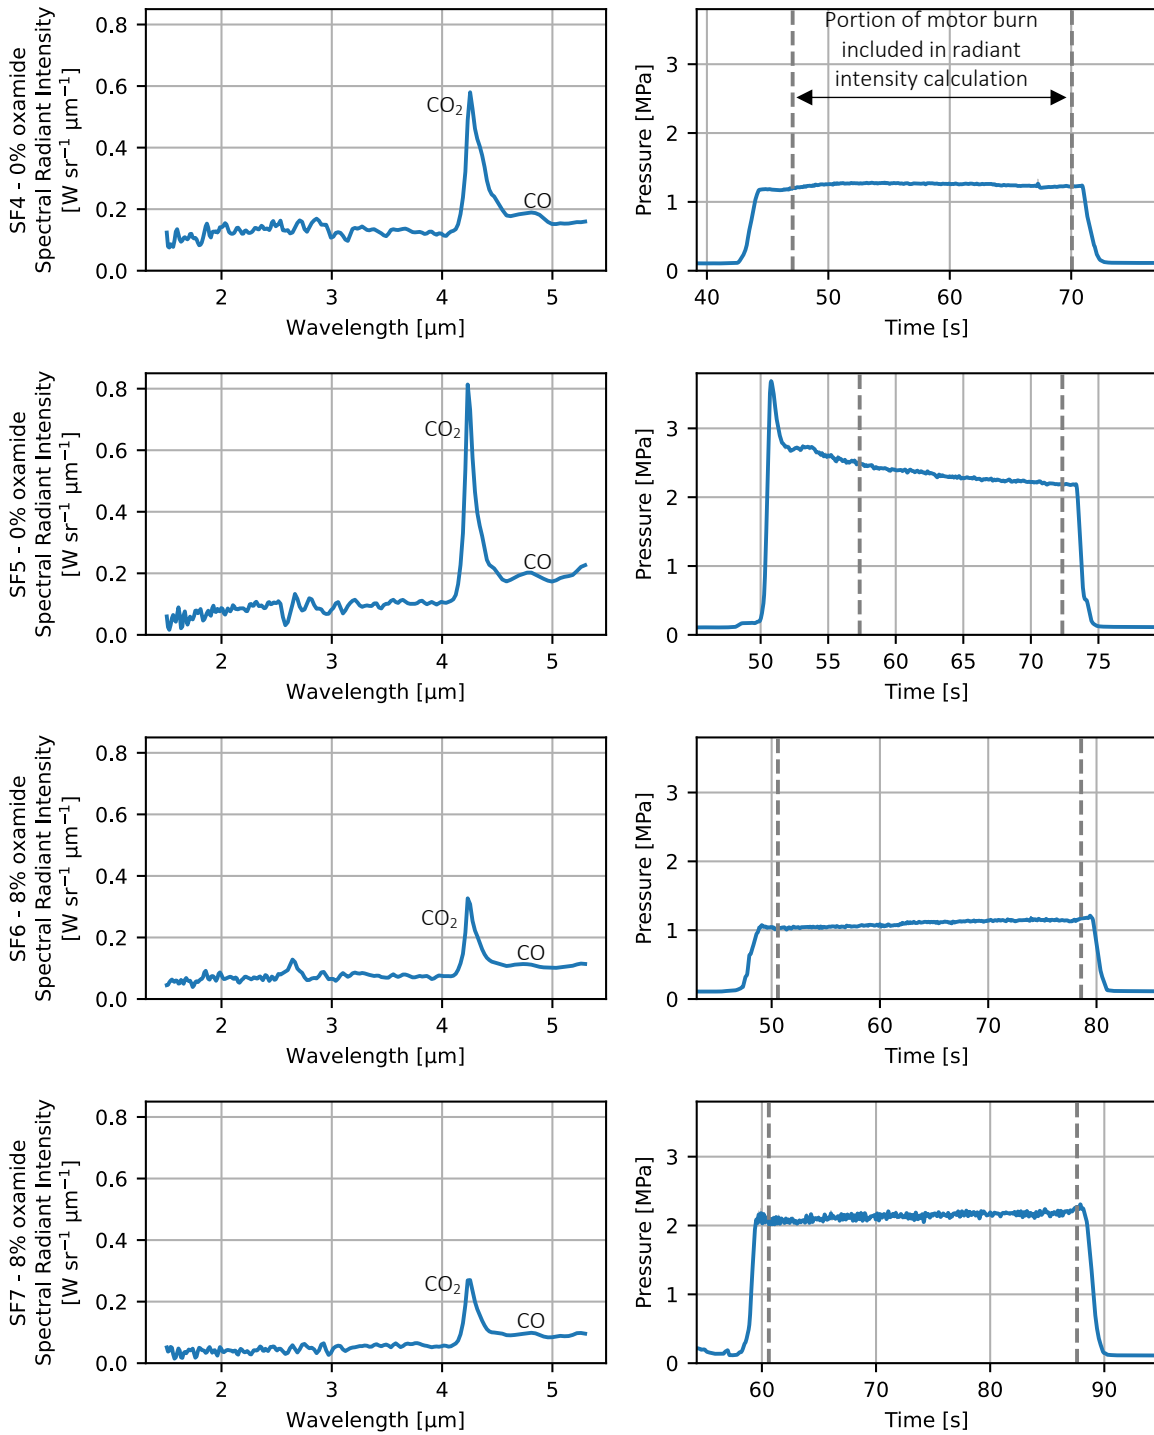 SF4 - 0% oxamide
Spectral Radiant Intensity
[W sr⁻¹ μm⁻¹]
0.8
0.6
0.4
0.2
0.0
CO₂
CO
2 3 4 5
Wavelength [μm]
Pressure [MPa]
3
2
1
0
Portion of motor burn
included in radiant
intensity calculation
40 50 60 70
Time [s]
SF5 - 0% oxamide
Spectral Radiant Intensity
[W sr⁻¹ μm⁻¹]
0.8
0.6
0.4
0.2
0.0
CO₂
CO
2 3 4 5
Wavelength [μm]
Pressure [MPa]
3
2
1
0
50 55 60 65 70 75
Time [s]
SF6 - 8% oxamide
Spectral Radiant Intensity
[W sr⁻¹ μm⁻¹]
0.8
0.6
0.4
0.2
0.0
CO₂
CO
2 3 4 5
Wavelength [μm]
Pressure [MPa]
3
2
1
0
50 60 70 80
Time [s]
SF7 - 8% oxamide
Spectral Radiant Intensity
[W sr⁻¹ μm⁻¹]
0.8
0.6
0.4
0.2
0.0
CO₂
CO
2 3 4 5
Wavelength [μm]
Pressure [MPa]
3
2
1
0
60 70 80 90
Time [s]